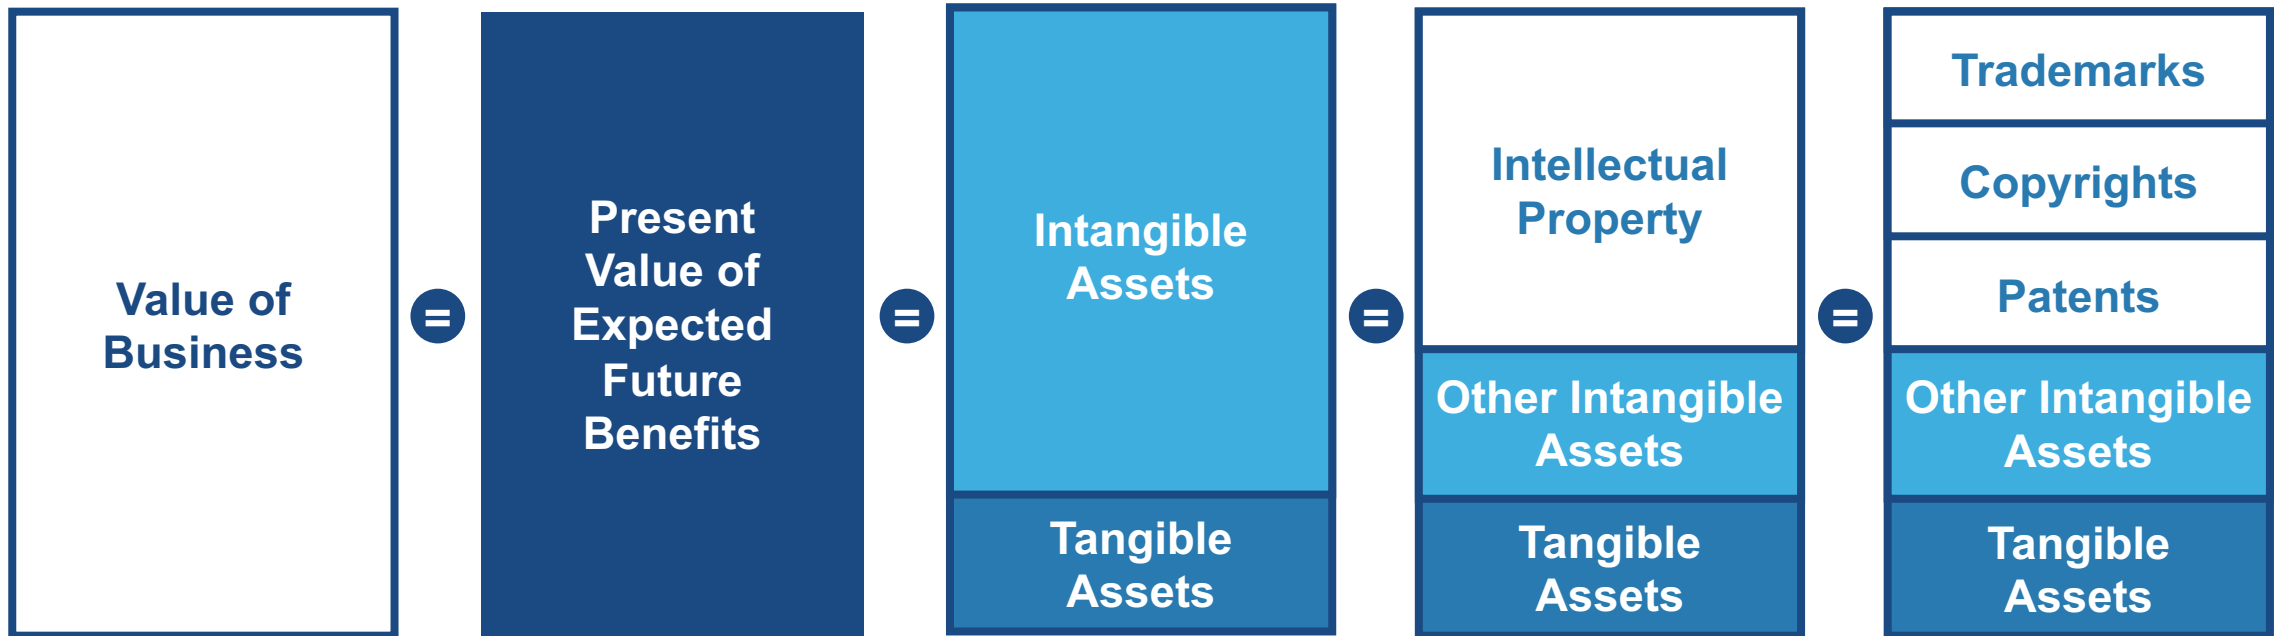 Value of
Business
=
Present
Value of
Expected
Future
Benefits
=
Intangible
Assets
Tangible
Assets
=
Intellectual
Property
Other Intangible
Assets
Tangible
Assets
=
Trademarks
Copyrights
Patents
Other Intangible
Assets
Tangible
Assets